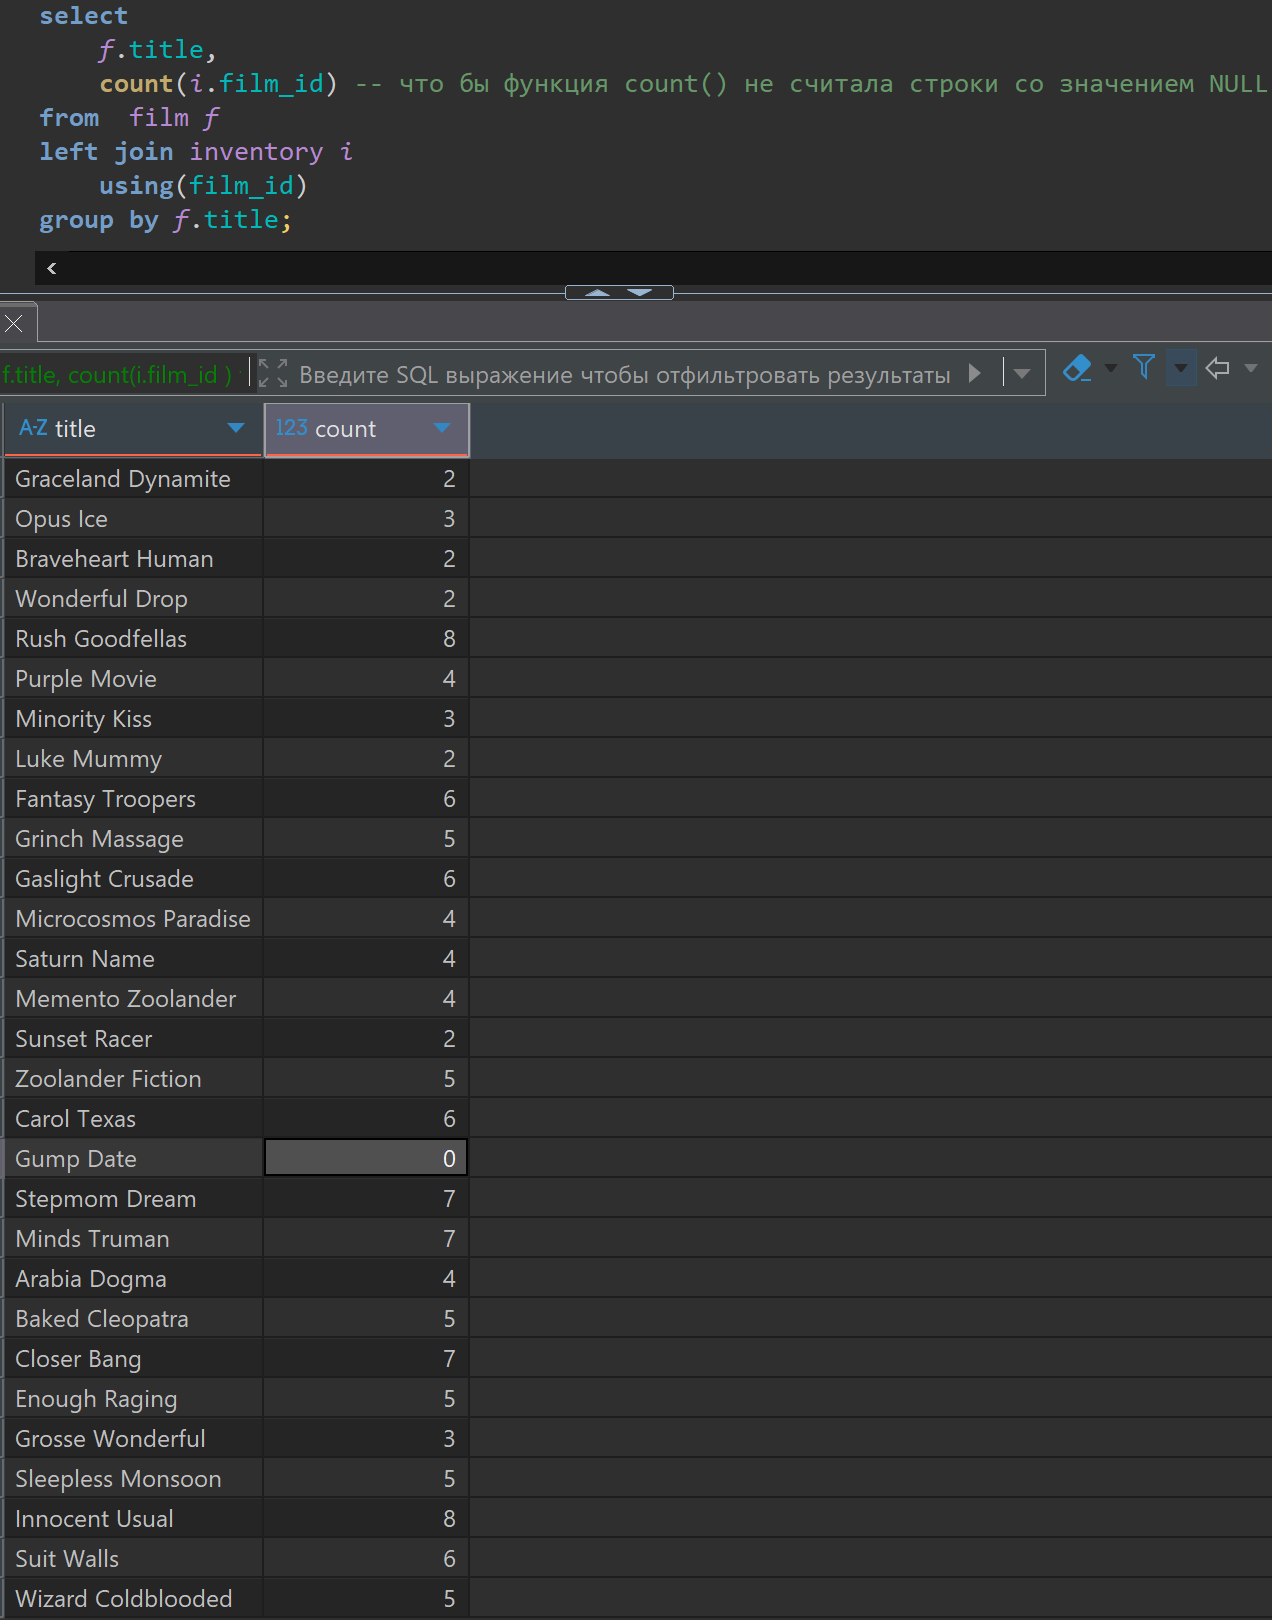 select
f.title,
count(i.film_id) -- что бы функция count() не считала строки со значением NULL
from film f
left join inventory i
using(film_id)
group by f.title;
f.title, count(i.film_id )
Введите SQL выражение чтобы отфильтровать результаты
A-Z title 123 count
Graceland Dynamite 2
Opus Ice 3
Braveheart Human 2
Wonderful Drop 2
Rush Goodfellas 8
Purple Movie 4
Minority Kiss 3
Luke Mummy 2
Fantasy Troopers 6
Grinch Massage 5
Gaslight Crusade 6
Microcosmos Paradise 4
Saturn Name 4
Memento Zoolander 4
Sunset Racer 2
Zoolander Fiction 5
Carol Texas 6
Gump Date 0
Stepmom Dream 7
Minds Truman 7
Arabia Dogma 4
Baked Cleopatra 5
Closer Bang 7
Enough Raging 5
Grosse Wonderful 3
Sleepless Monsoon 5
Innocent Usual 8
Suit Walls 6
Wizard Coldblooded 5